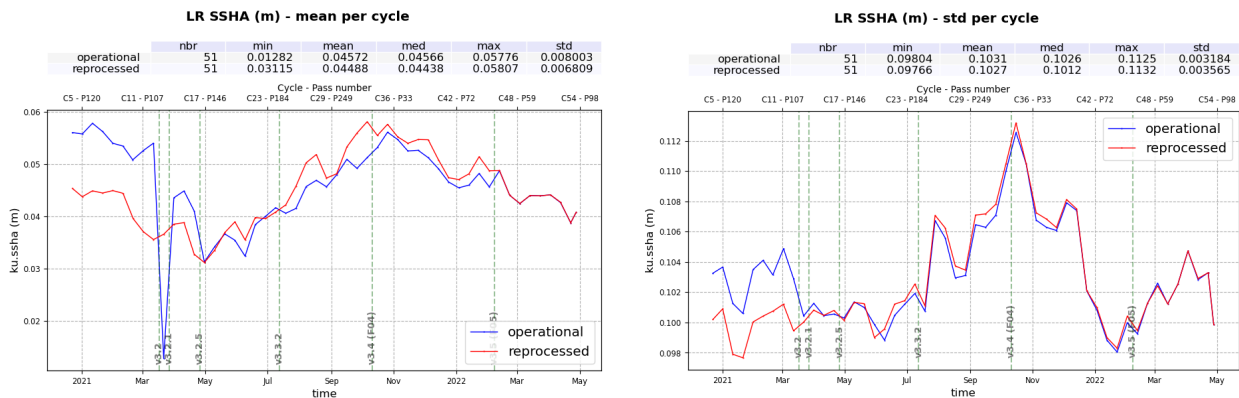 LR SSHA (m) - mean per cycle
nbr min mean med max std
operational 51 0.01282 0.04572 0.04566 0.05776 0.008003
reprocessed 51 0.03115 0.04488 0.04438 0.05807 0.006809
Cycle - Pass number
C5 - P120 C11 - P107 C17 - P146 C23 - P184 C29 - P249 C36 - P33 C42 - P72 C48 - P59 C54 - P98
0.06
0.05
0.04
0.03
0.02
ku.ssha (m)
v3.2
v3.2.1
v3.2.5
v3.3.2
v3.4 (F04)
operational
reprocessed
2021 Mar May Jul Sep Nov 2022 Mar May
time
LR SSHA (m) - std per cycle
nbr min mean med max std
operational 51 0.09804 0.1031 0.1026 0.1125 0.003184
reprocessed 51 0.09766 0.1027 0.1012 0.1132 0.003565
Cycle - Pass number
C5 - P120 C11 - P107 C17 - P146 C23 - P184 C29 - P249 C36 - P33 C42 - P72 C48 - P59 C54 - P98
operational
reprocessed
0.112
0.110
0.108
0.106
0.104
0.102
0.100
0.098
ku.ssha (m)
v3.2
v3.2.1
v3.2.5
v3.3.2
v3.4 (F04)
2021 Mar May Jul Sep Nov 2022 Mar May
time